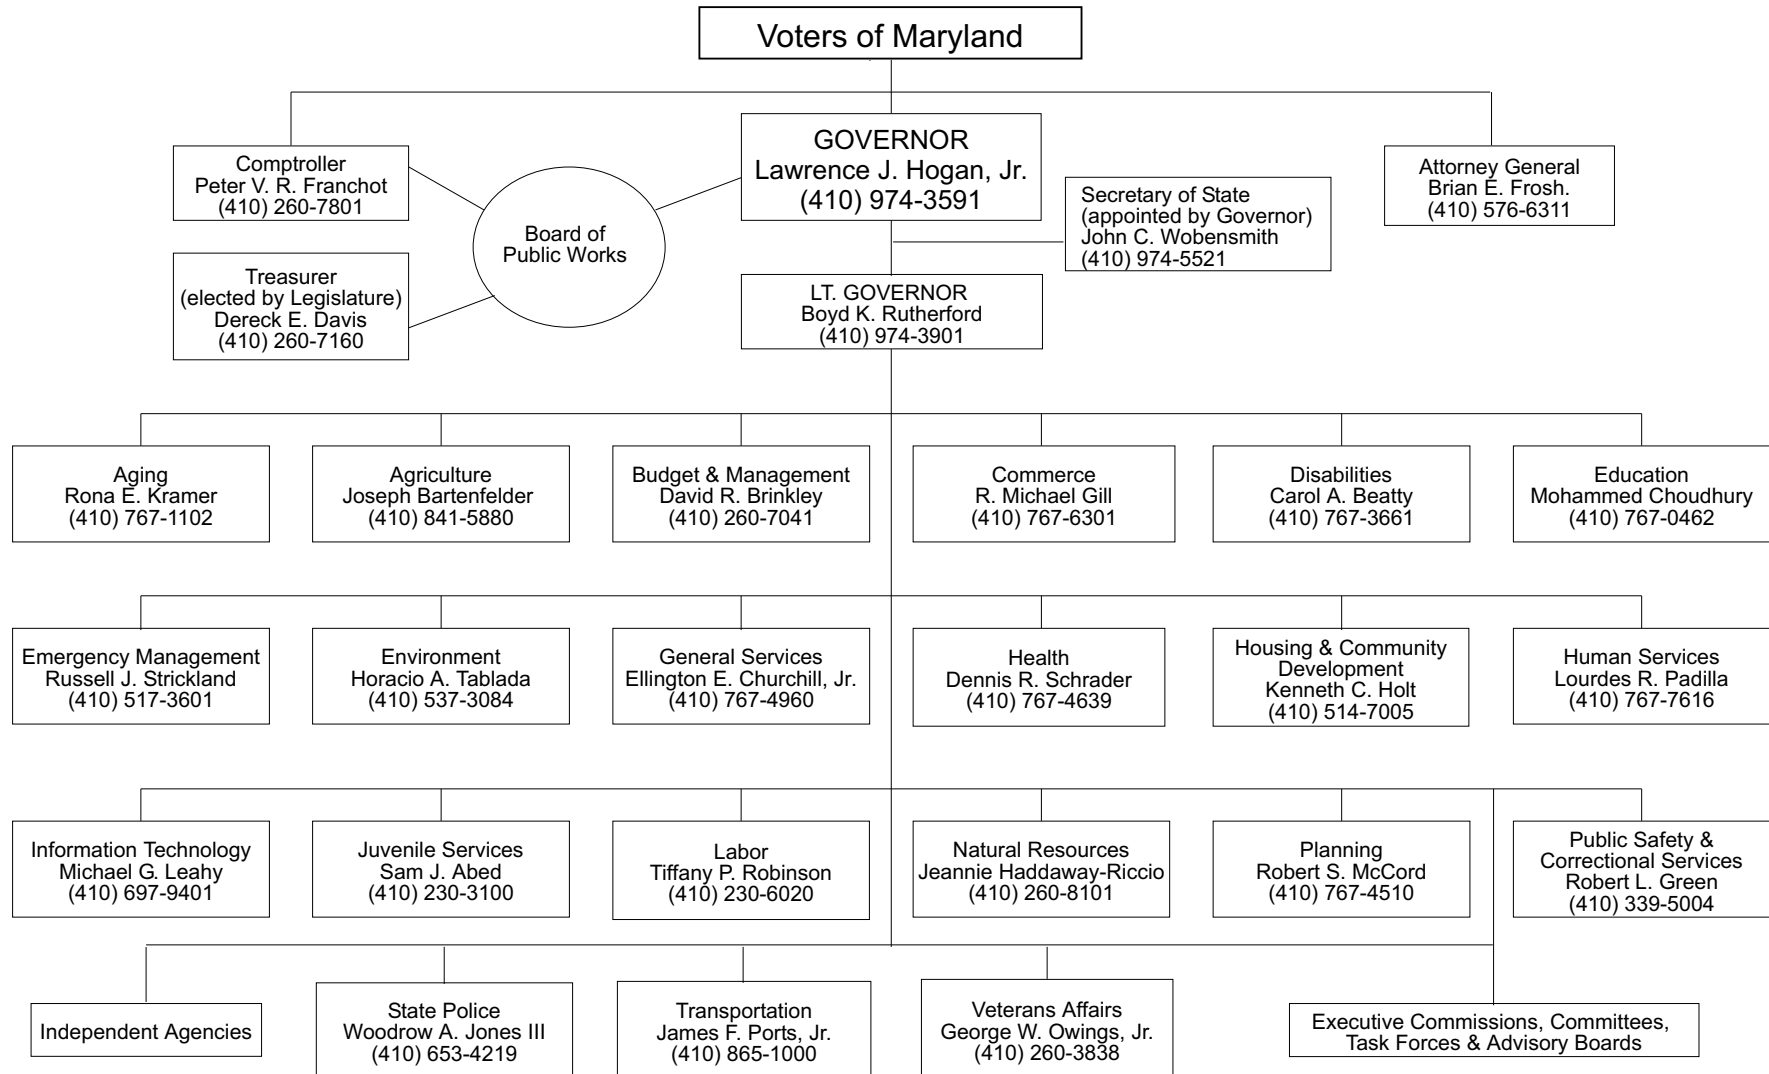 Voters of Maryland
GOVERNOR
Lawrence J. Hogan, Jr.
(410) 974-3591
Comptroller
Peter V. R. Franchot
(410) 260-7801
Attorney General
Brian E. Frosh.
(410) 576-6311
Secretary of State
(appointed by Governor)
John C. Wobensmith
(410) 974-5521
Board of
Public Works
Treasurer
(elected by Legislature)
Dereck E. Davis
(410) 260-7160
LT. GOVERNOR
Boyd K. Rutherford
(410) 974-3901
Aging
Rona E. Kramer
(410) 767-1102
Agriculture
Joseph Bartenfelder
(410) 841-5880
Budget & Management
David R. Brinkley
(410) 260-7041
Commerce
R. Michael Gill
(410) 767-6301
Disabilities
Carol A. Beatty
(410) 767-3661
Education
Mohammed Choudhury
(410) 767-0462
Emergency Management
Russell J. Strickland
(410) 517-3601
Environment
Horacio A. Tablada
(410) 537-3084
General Services
Ellington E. Churchill, Jr.
(410) 767-4960
Health
Dennis R. Schrader
(410) 767-4639
Housing & Community
Development
Kenneth C. Holt
(410) 514-7005
Human Services
Lourdes R. Padilla
(410) 767-7616
Information Technology
Michael G. Leahy
(410) 697-9401
Juvenile Services
Sam J. Abed
(410) 230-3100
Labor
Tiffany P. Robinson
(410) 230-6020
Natural Resources
Jeannie Haddaway-Riccio
(410) 260-8101
Planning
Robert S. McCord
(410) 767-4510
Public Safety &
Correctional Services
Robert L. Green
(410) 339-5004
Independent Agencies
State Police
Woodrow A. Jones III
(410) 653-4219
Transportation
James F. Ports, Jr.
(410) 865-1000
Veterans Affairs
George W. Owings, Jr.
(410) 260-3838
Executive Commissions, Committees,
Task Forces & Advisory Boards